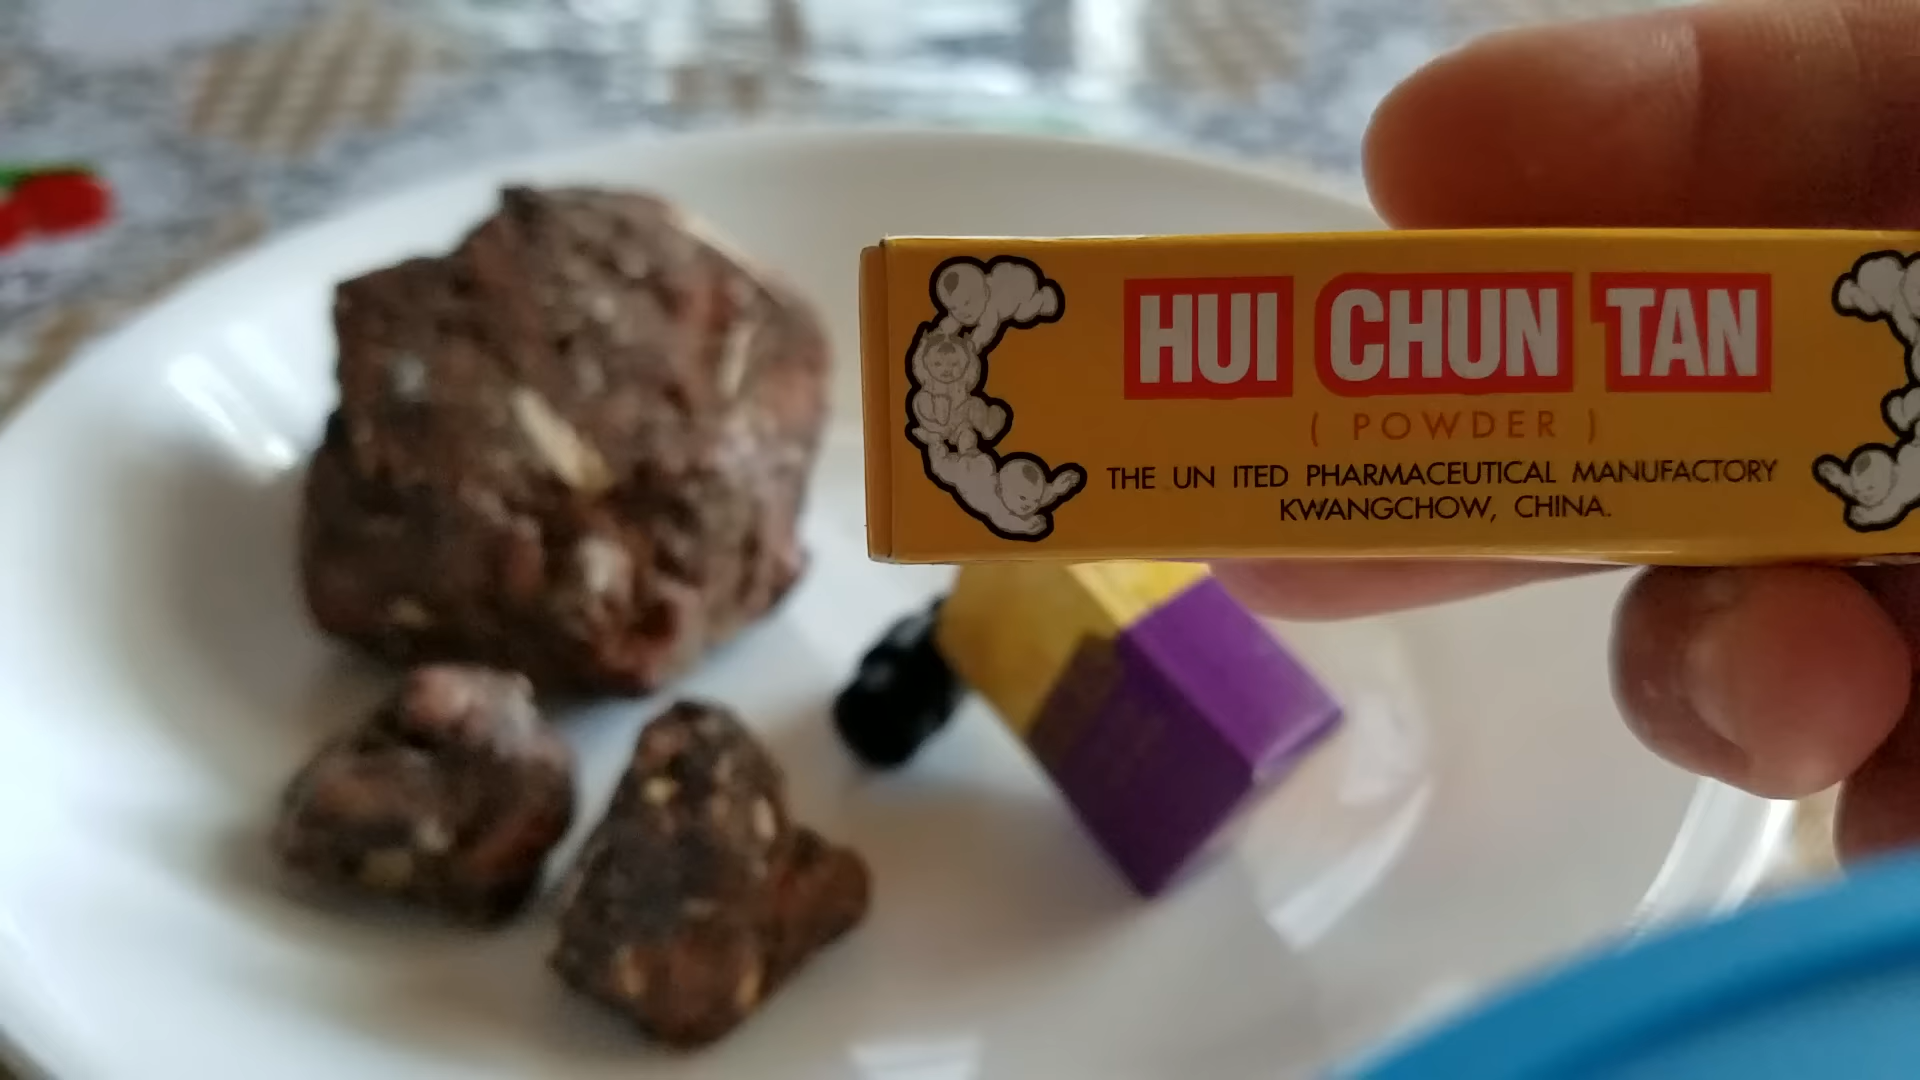 HUI CHUN TAN
( POWDER )
THE UN ITED PHARMACEUTICAL MANUFACTORY
KWANGCHOW, CHINA.